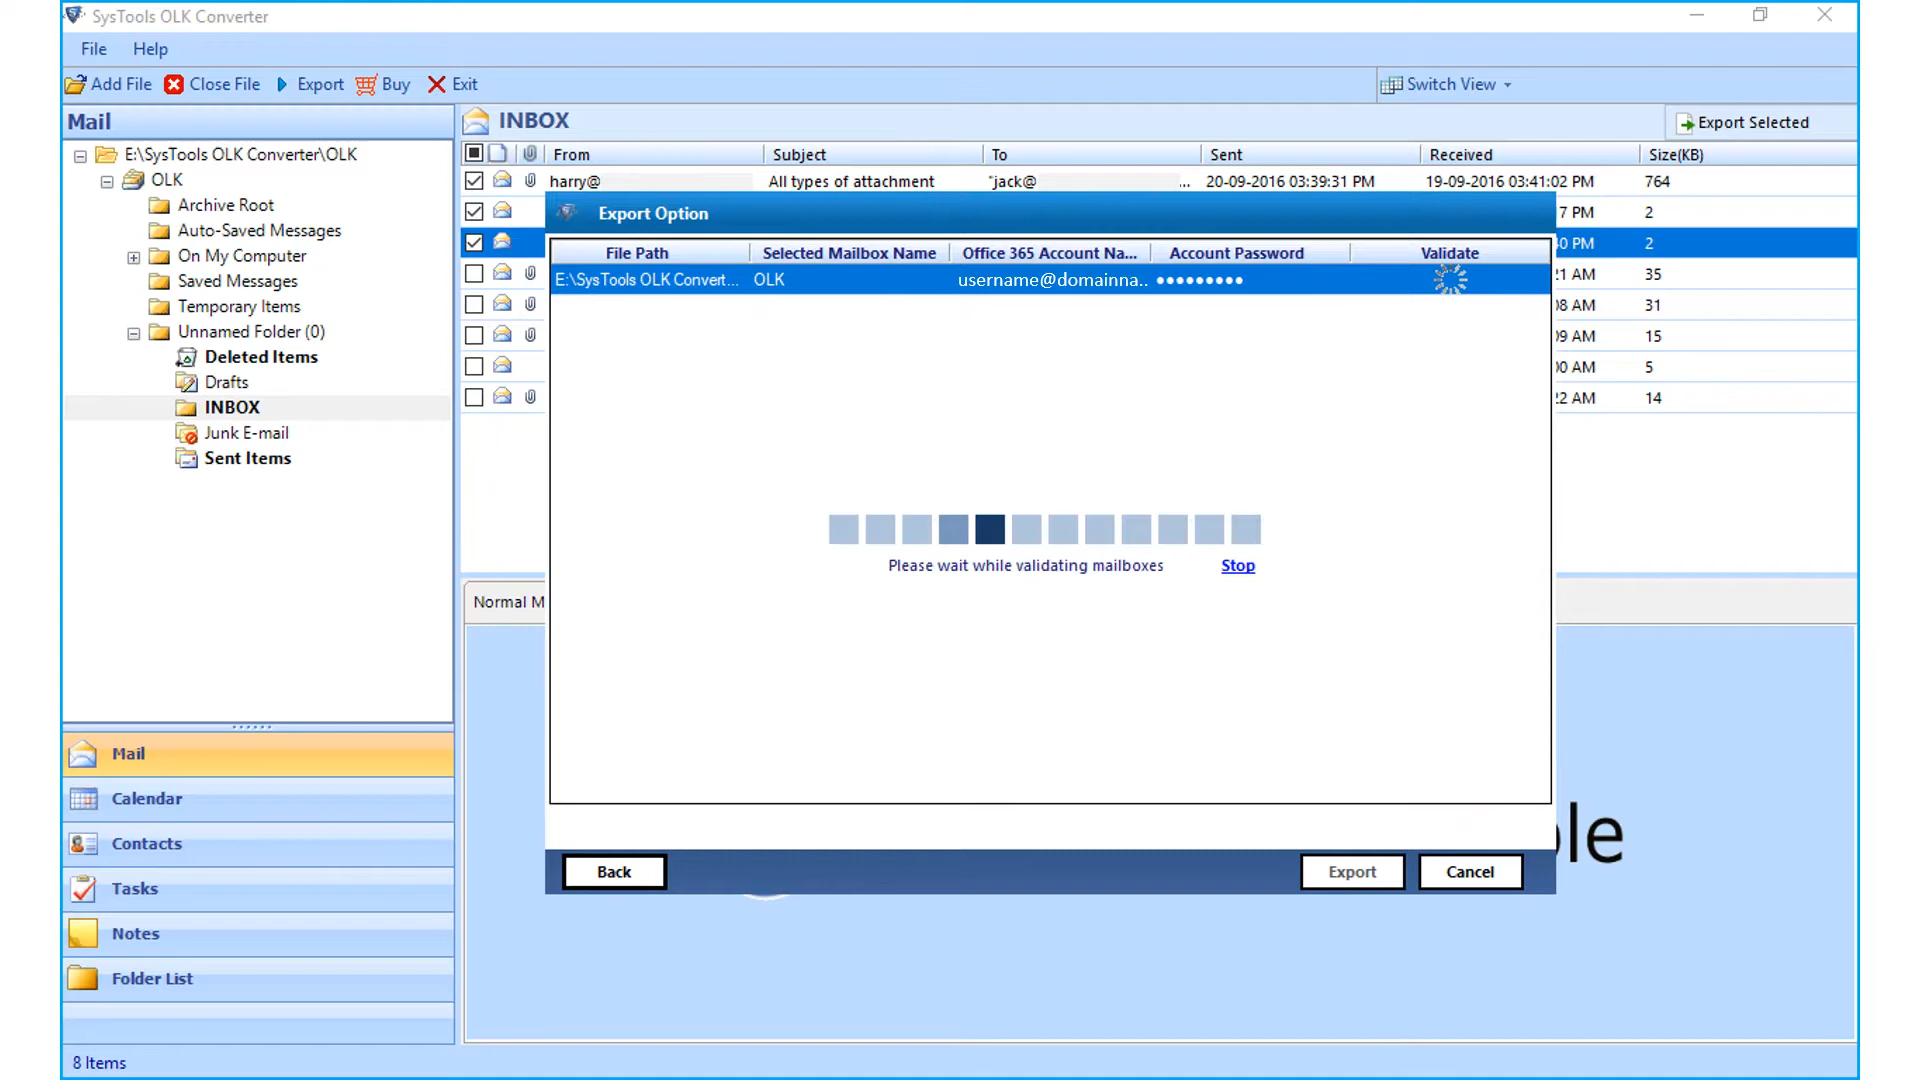 SysTools OLK Converter
File Help
Add File Close File Export Buy Exit Switch View
Mail
E:\SysTools OLK Converter\OLK
OLK
Archive Root
Auto-Saved Messages
On My Computer
Saved Messages
Temporary Items
Unnamed Folder (0)
Deleted Items
Drafts
INBOX
Junk E-mail
Sent Items
Mail
Calendar
Contacts
Tasks
Notes
Folder List
8 Items
INBOX Export Selected
From Subject To Sent Received Size(KB)
harry@ All types of attachment "jack@ ... 20-09-2016 03:39:31 PM 19-09-2016 03:41:02 PM 764
7 PM 2
0 PM 2
1 AM 35
08 AM 31
09 AM 15
00 AM 5
2 AM 14
Export Option
File Path Selected Mailbox Name Office 365 Account Na... Account Password Validate
E:\SysTools OLK Convert... OLK username@domainna.. •••••••••
Please wait while validating mailboxes Stop
Back Export Cancel
Normal M
le